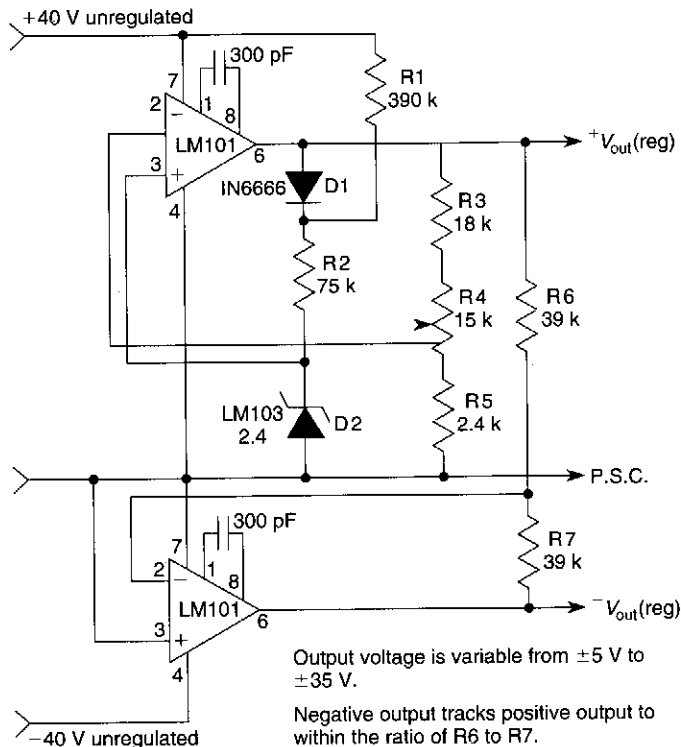 +40 V unregulated
300 pF
R1
390 k
7
1
8
2
−
LM101
6
3
+
4
+Vout(reg)
IN6666
D1
R3
18 k
R2
75 k
R4
15 k
R6
39 k
LM103
2.4
D2
R5
2.4 k
P.S.C.
300 pF
7
1
8
2
−
LM101
6
3
+
4
R7
39 k
−Vout(reg)
Output voltage is variable from ±5 V to
±35 V.
Negative output tracks positive output to
within the ratio of R6 to R7.
−40 V unregulated